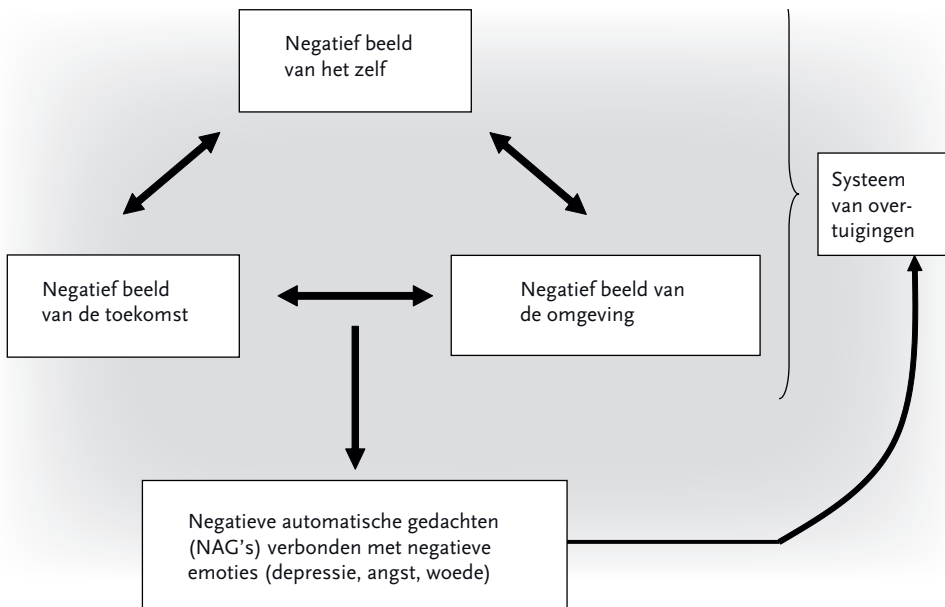 Negatief beeld
van het zelf
Systeem
van over-
tuigingen
Negatief beeld
van de toekomst
Negatief beeld van
de omgeving
Negatieve automatische gedachten
(NAG's) verbonden met negatieve
emoties (depressie, angst, woede)